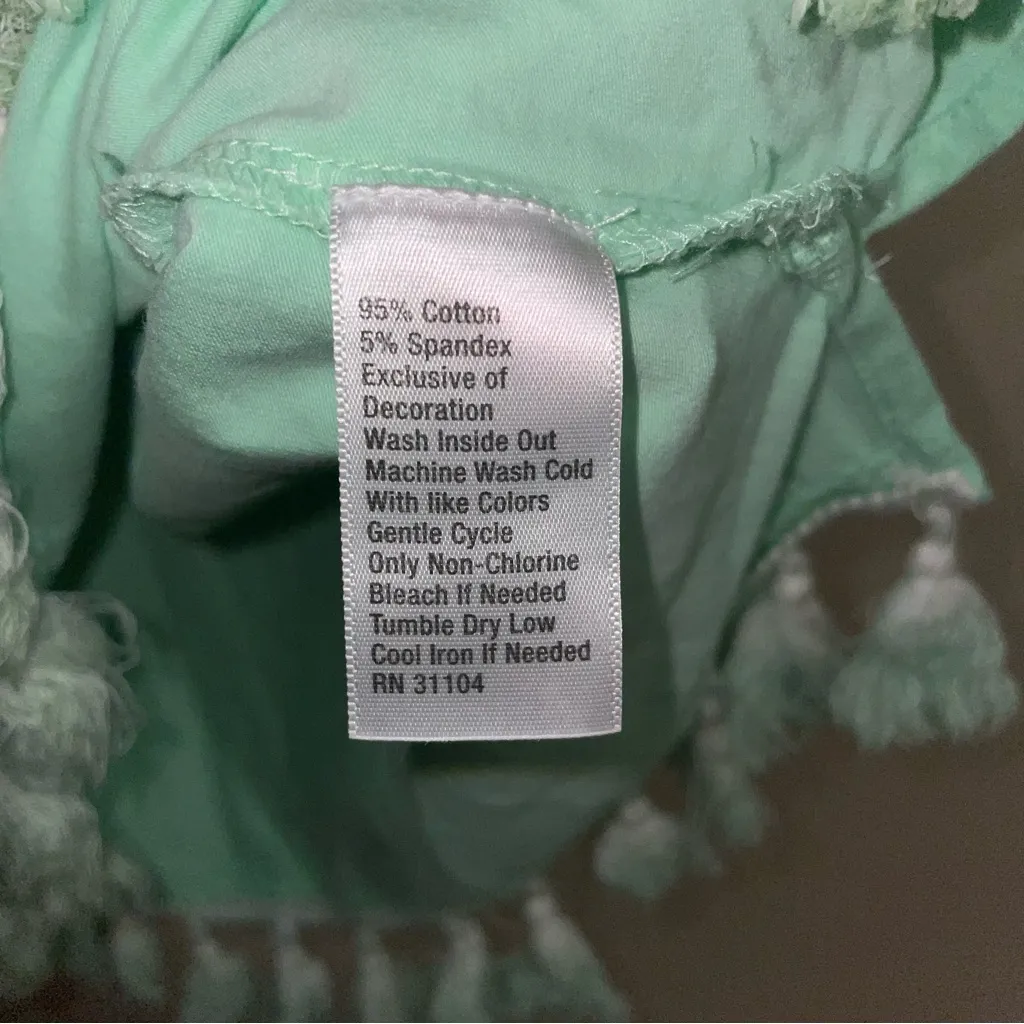 95% Cotton
5% Spandex
Exclusive of
Decoration
Wash Inside Out
Machine Wash Cold
With like Colors
Gentle Cycle
Only Non-Chlorine
Bleach If Needed
Tumble Dry Low
Cool Iron If Needed
RN 31104